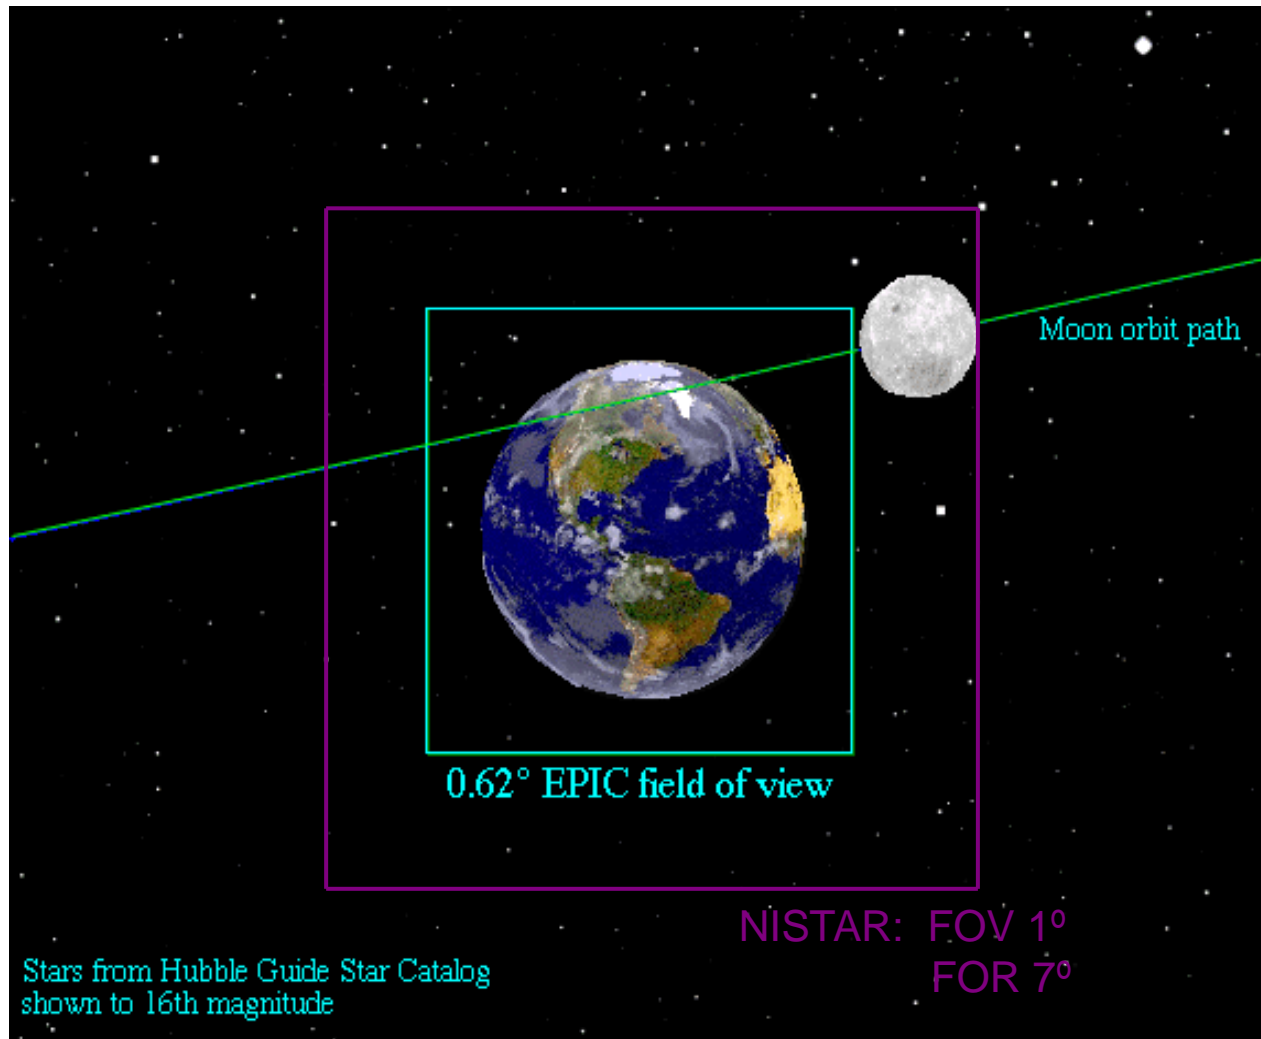 Moon orbit path
0.62° EPIC field of view
NISTAR: FOV 1º
FOR 7º
Stars from Hubble Guide Star Catalog
shown to 16th magnitude